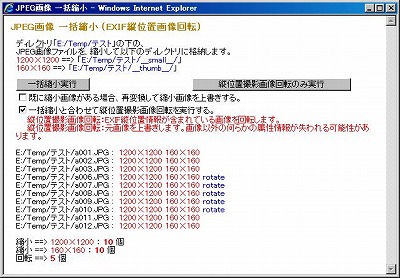 JPEG画像 一括縮小 - Windows Internet Explorer
JPEG画像 一括縮小（EXIF縦位置画像回転）
ディレクトリ「E:/Temp/テスト」の下の、
JPEG画像ファイルを、縮小して以下のディレクトリに格納します。
1200×1200 ==>「E:/Temp/テスト/__small__/」
160×160 ==>「E:/Temp/テスト/__thumb__/」
一括縮小実行 縦位置撮影画像回転のみ実行
既に縮小画像がある場合、再変換して縮小画像を上書きする。
一括縮小と合わせて縦位置撮影画像回転を実行する。
縦位置撮影画像回転：EXIF縦位置情報が含まれている画像を回転します。
縦位置撮影画像回転：元画像を上書きします。画像以外の何らかの属性情報が失われる可能性があります。
E:/Temp/テスト/a001.JPG： 1200×1200 160×160
E:/Temp/テスト/a002.JPG： 1200×1200 160×160
E:/Temp/テスト/a003.JPG： 1200×1200 160×160
E:/Temp/テスト/a006.JPG： 1200×1200 160×160 rotate
E:/Temp/テスト/a007.JPG： 1200×1200 160×160 rotate
E:/Temp/テスト/a008.JPG： 1200×1200 160×160 rotate
E:/Temp/テスト/a009.JPG： 1200×1200 160×160 rotate
E:/Temp/テスト/a010.JPG： 1200×1200 160×160 rotate
E:/Temp/テスト/a011.JPG： 1200×1200 160×160
E:/Temp/テスト/a012.JPG： 1200×1200 160×160
縮小 ==> 1200×1200：10 個
縮小 ==> 160×160：10 個
回転 ==> 5 個